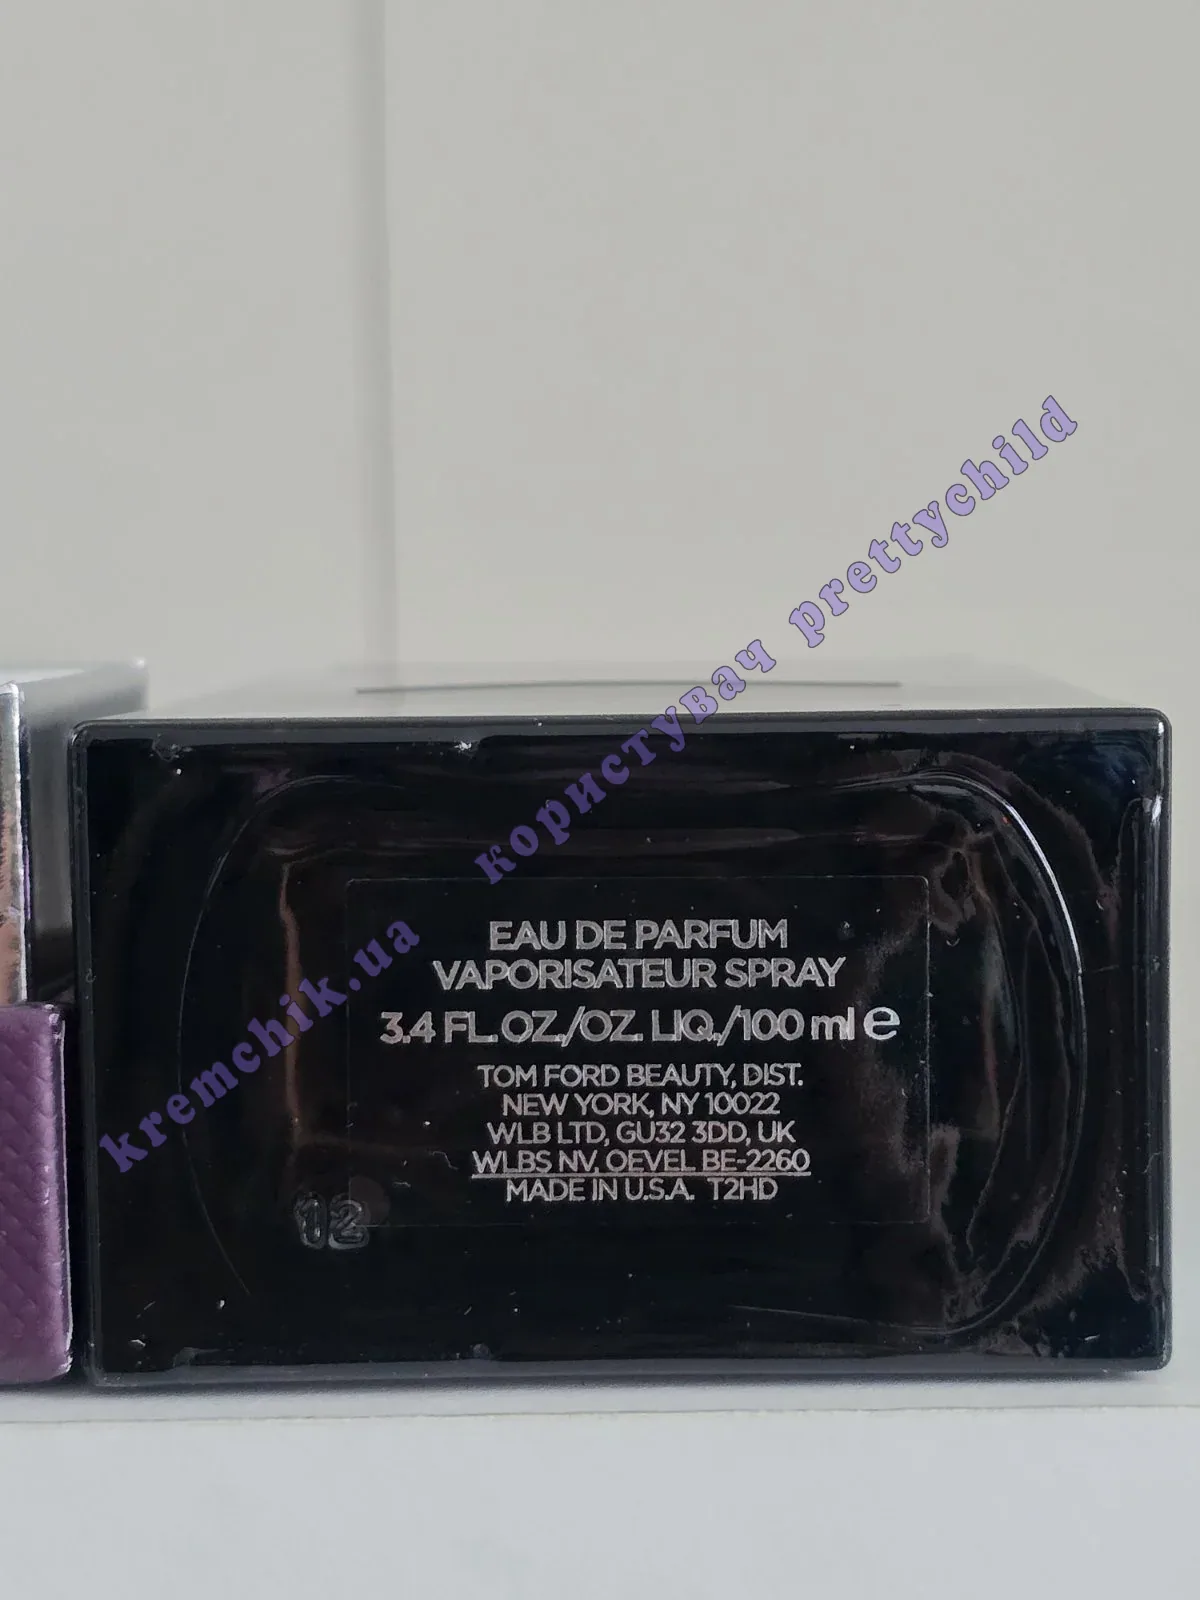 kremchik.ua користувач prettychild
EAU DE PARFUM
VAPORISATEUR SPRAY
3.4 FL.OZ./OZ. LIQ./100 ml e
TOM FORD BEAUTY, DIST.
NEW YORK, NY 10022
WLB LTD, GU32 3DD, UK
WLBS NV, OEVEL BE-2260
MADE IN U.S.A. T2HD
12